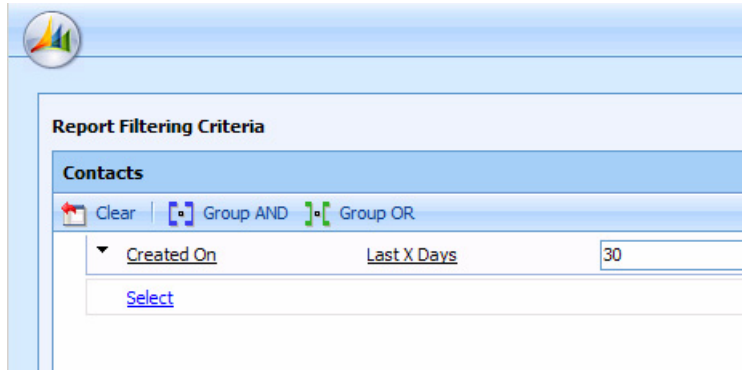 Report Filtering Criteria
Contacts
Clear Group AND Group OR
Created On Last X Days 30
Select